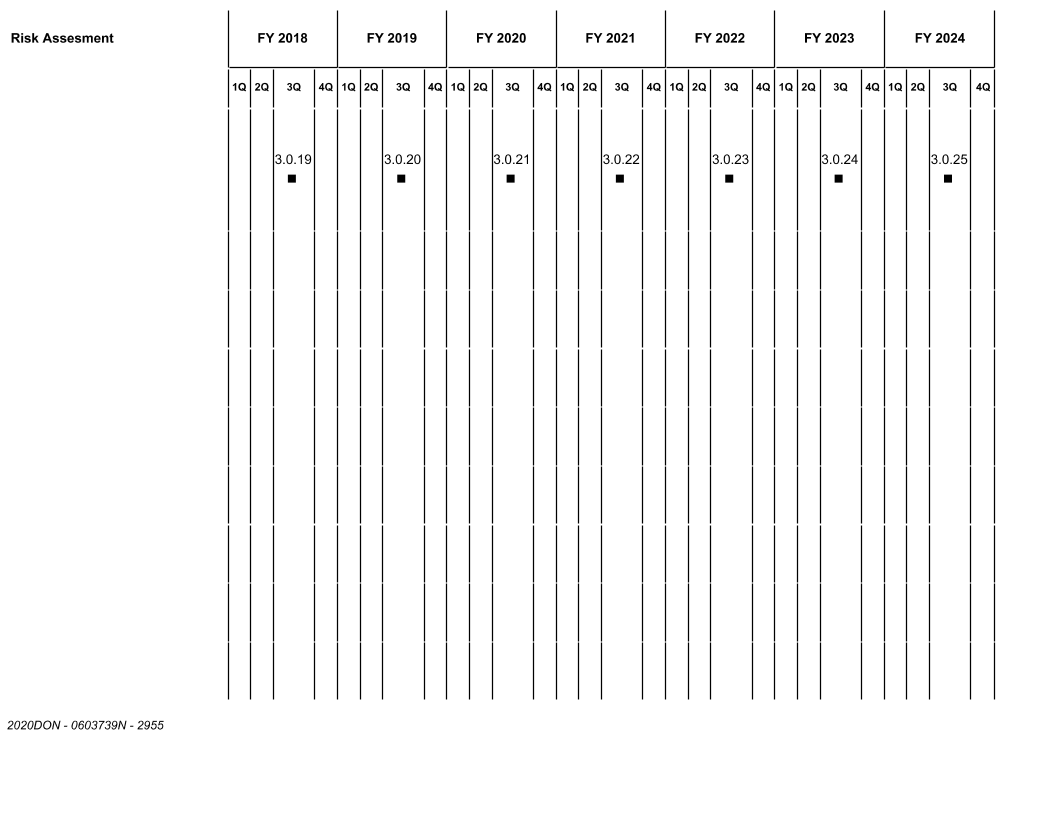 Risk Assesment FY 2018 FY 2019 FY 2020 FY 2021 FY 2022 FY 2023 FY 2024
1Q 2Q 3Q 4Q 1Q 2Q 3Q 4Q 1Q 2Q 3Q 4Q 1Q 2Q 3Q 4Q 1Q 2Q 3Q 4Q 1Q 2Q 3Q 4Q 1Q 2Q 3Q 4Q
3.0.19 3.0.20 3.0.21 3.0.22 3.0.23 3.0.24 3.0.25
2020DON - 0603739N - 2955